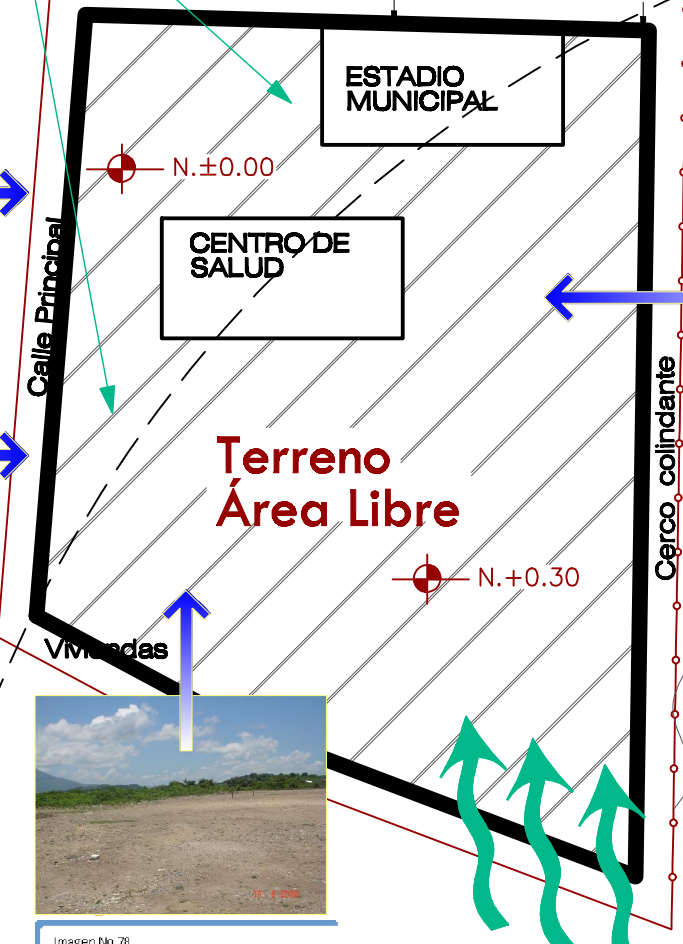 ESTADIO
MUNICIPAL
N.±0.00
CENTRO DE
SALUD
Calle Principal
Cerco colindante
Terreno
Área Libre
N.+0.30
Viviendas
Imagen No.78